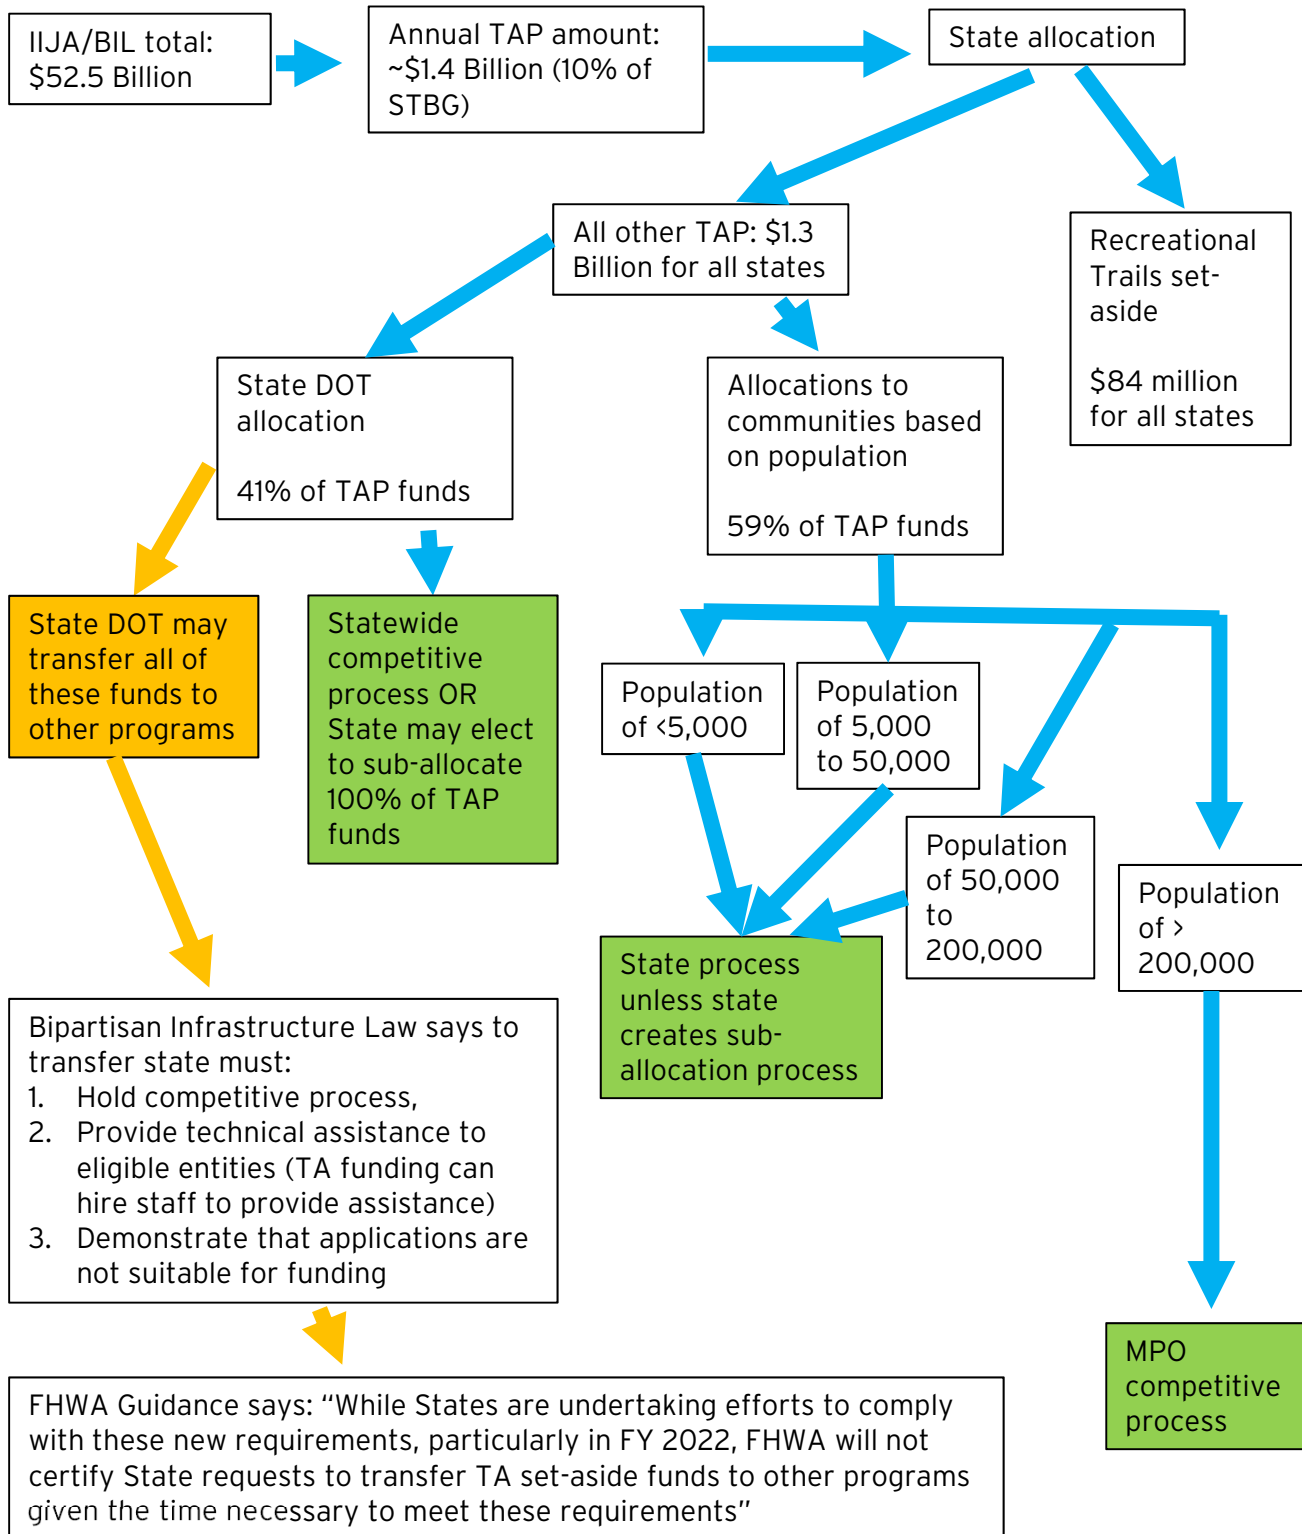 IIJA/BIL total:
$52.5 Billion
Annual TAP amount:
~$1.4 Billion (10% of
STBG)
State allocation
All other TAP: $1.3
Billion for all states
Recreational
Trails set-
aside
$84 million
for all states
State DOT
allocation
41% of TAP funds
Allocations to
communities based
on population
59% of TAP funds
State DOT may
transfer all of
these funds to
other programs
Statewide
competitive
process OR
State may elect
to sub-allocate
100% of TAP
funds
Population
of <5,000
Population
of 5,000
to 50,000
Population
of 50,000
to
200,000
Population
of >
200,000
State process
unless state
creates sub-
allocation process
Bipartisan Infrastructure Law says to
transfer state must:
1. Hold competitive process,
2. Provide technical assistance to
eligible entities (TA funding can
hire staff to provide assistance)
3. Demonstrate that applications are
not suitable for funding
MPO
competitive
process
FHWA Guidance says: “While States are undertaking efforts to comply
with these new requirements, particularly in FY 2022, FHWA will not
certify State requests to transfer TA set-aside funds to other programs
given the time necessary to meet these requirements”